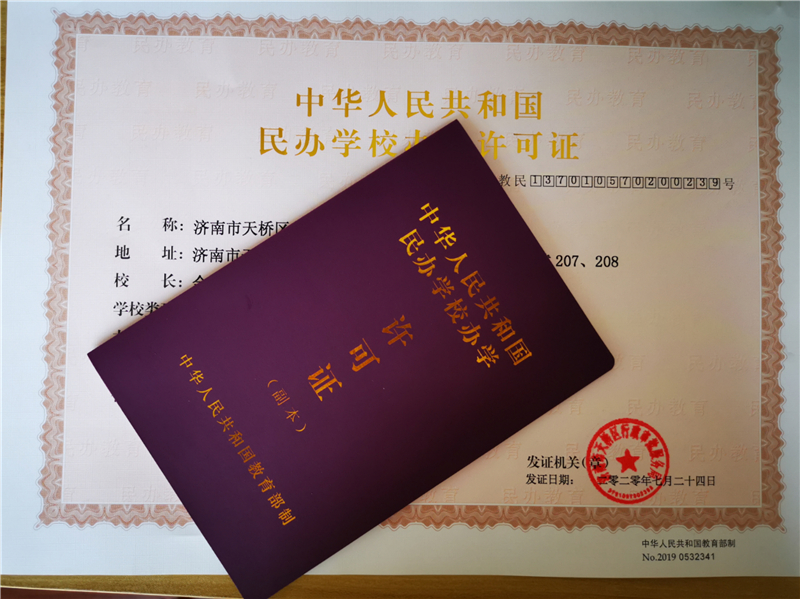 中华人民共和国
民办学校办 许可证
教民137010570200239号
名 称：济南市天桥区
地 址：济南市天 207、208
校 长：
学校类
发证机关(章)
发证日期： 二零二零年七月二十四日
中华人民共和国教育部制
No.2019 0532341
中华人民共和国
民办学校办学
许可证
（副本）
中华人民共和国教育部制